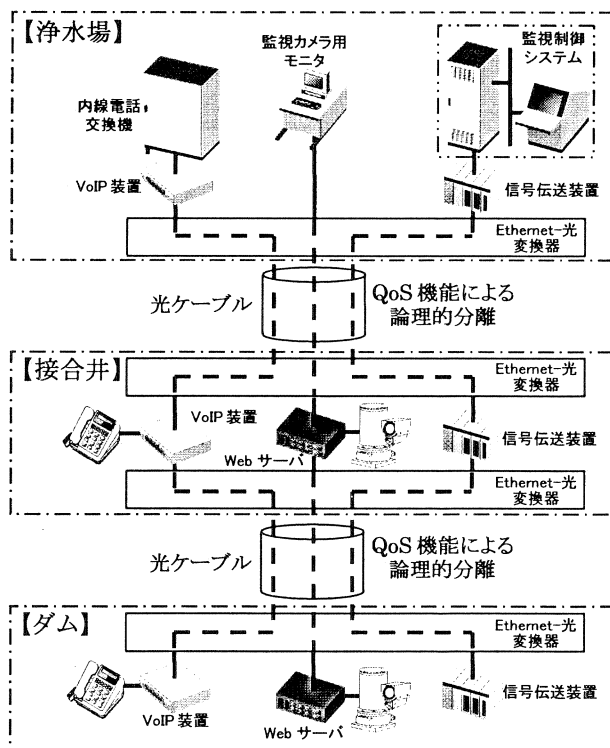 【浄水場】
監視カメラ用
モニタ
監視制御
システム
内線電話
交換機
VoIP 装置
信号伝送装置
Ethernet-光
変換器
光ケーブル
QoS 機能による
論理的分離
【接合井】
Ethernet-光
変換器
VoIP 装置
Web サーバ
信号伝送装置
Ethernet-光
変換器
光ケーブル
QoS 機能による
論理的分離
【ダム】
Ethernet-光
変換器
VoIP 装置
Web サーバ
信号伝送装置